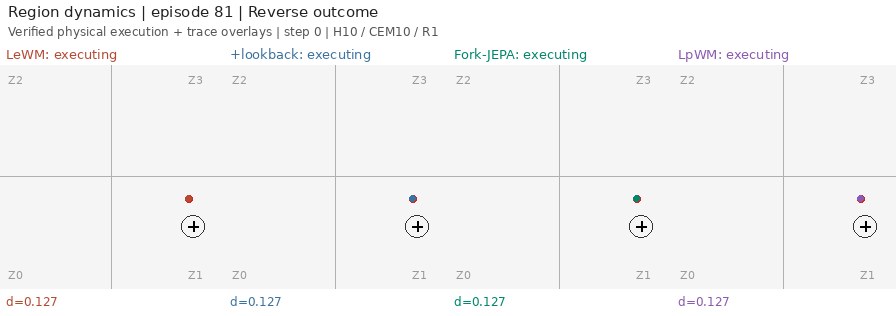 Region dynamics | episode 81 | Reverse outcome
Verified physical execution + trace overlays | step 0 | H10 / CEM10 / R1
LeWM: executing +lookback: executing Fork-JEPA: executing LpWM: executing
Z2 Z3 Z2 Z3 Z2 Z3 Z2 Z3
Z0 Z1 Z0 Z1 Z0 Z1 Z0 Z1
d=0.127 d=0.127 d=0.127 d=0.127